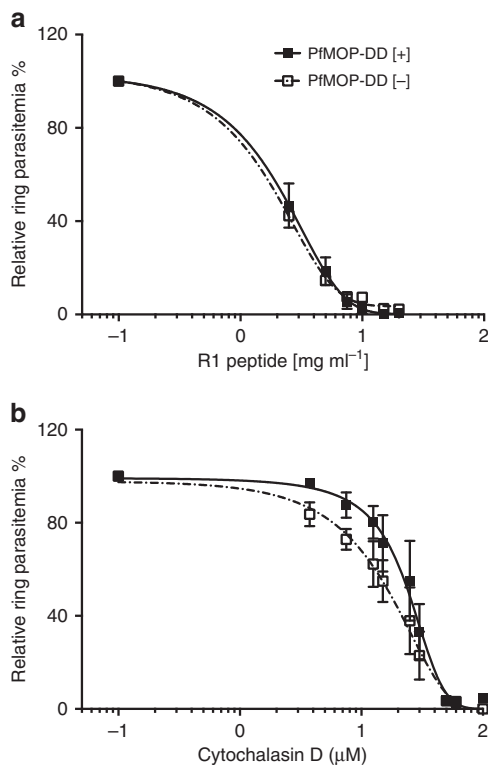 a
120
80
40
0
Relative ring parasitemia %
PfMOP-DD [+]
PfMOP-DD [–]
–1
0
1
2
R1 peptide [mg ml⁻¹]
b
120
80
40
0
Relative ring parasitemia %
–1
0
1
2
Cytochalasin D (μM)